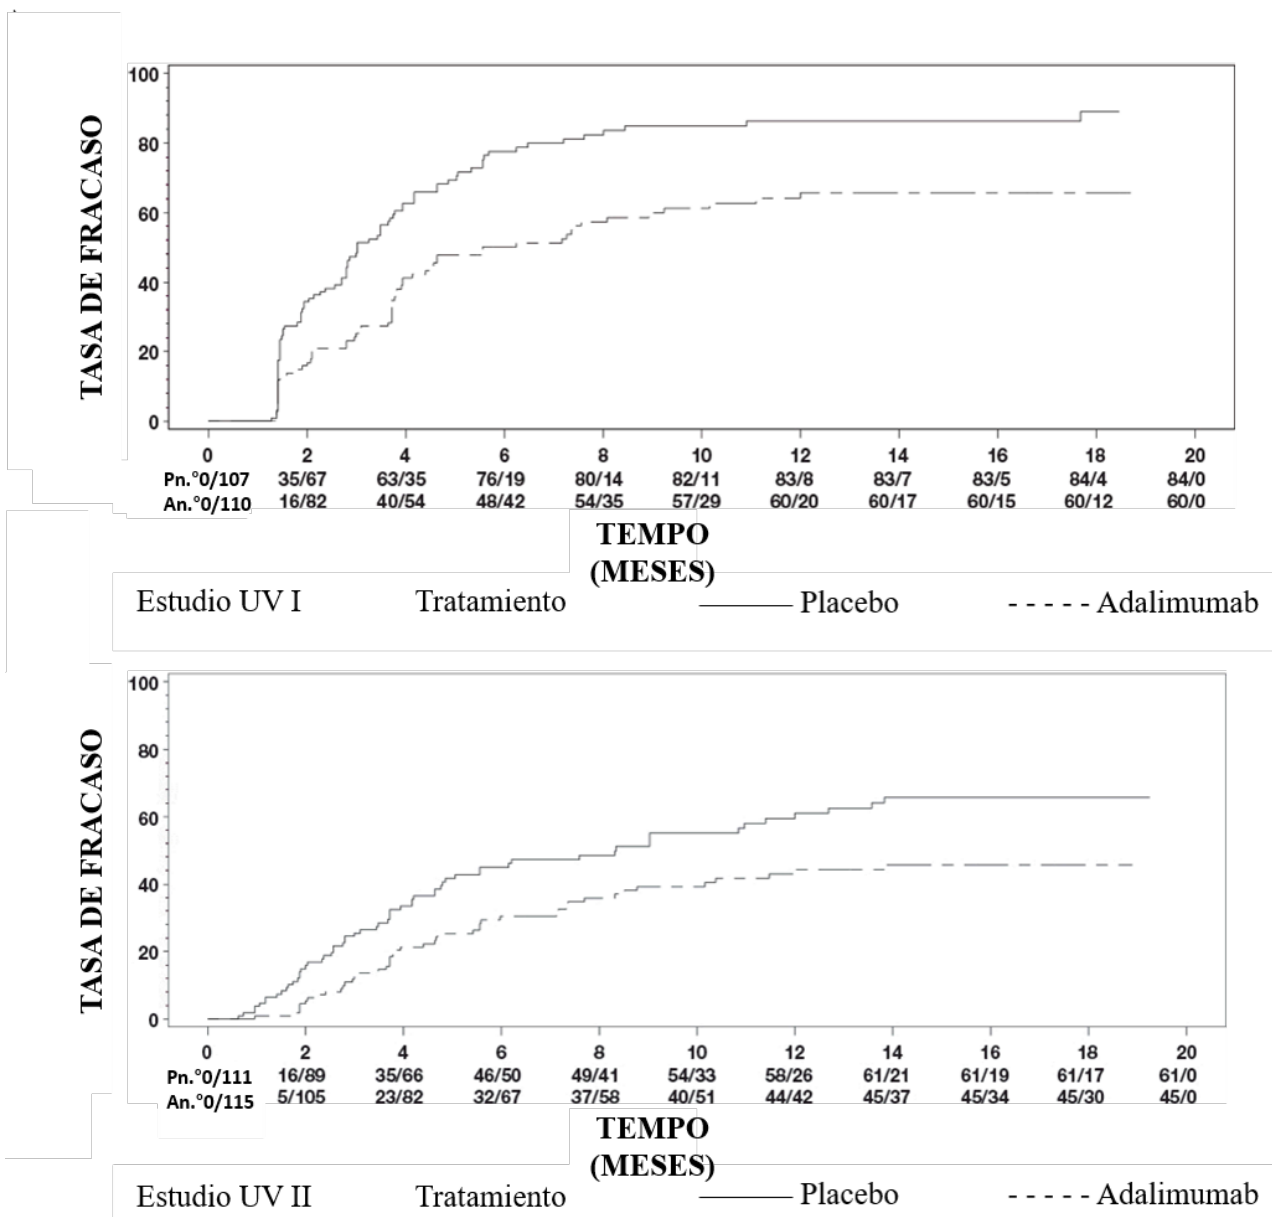 TASA DE FRACASO
100
80
60
40
20
0
0 2 4 6 8 10 12 14 16 18 20
Pn.°0/107 35/67 63/35 76/19 80/14 82/11 83/8 83/7 83/5 84/4 84/0
An.°0/110 16/82 40/54 48/42 54/35 57/29 60/20 60/17 60/15 60/12 60/0
TEMPO
(MESES)
Estudio UV I Tratamiento Placebo Adalimumab
TASA DE FRACASO
100
80
60
40
20
0
0 2 4 6 8 10 12 14 16 18 20
Pn.°0/111 16/89 35/66 46/50 49/41 54/33 58/26 61/21 61/19 61/17 61/0
An.°0/115 5/105 23/82 32/67 37/58 40/51 44/42 45/37 45/34 45/30 45/0
TEMPO
(MESES)
Estudio UV II Tratamiento Placebo Adalimumab